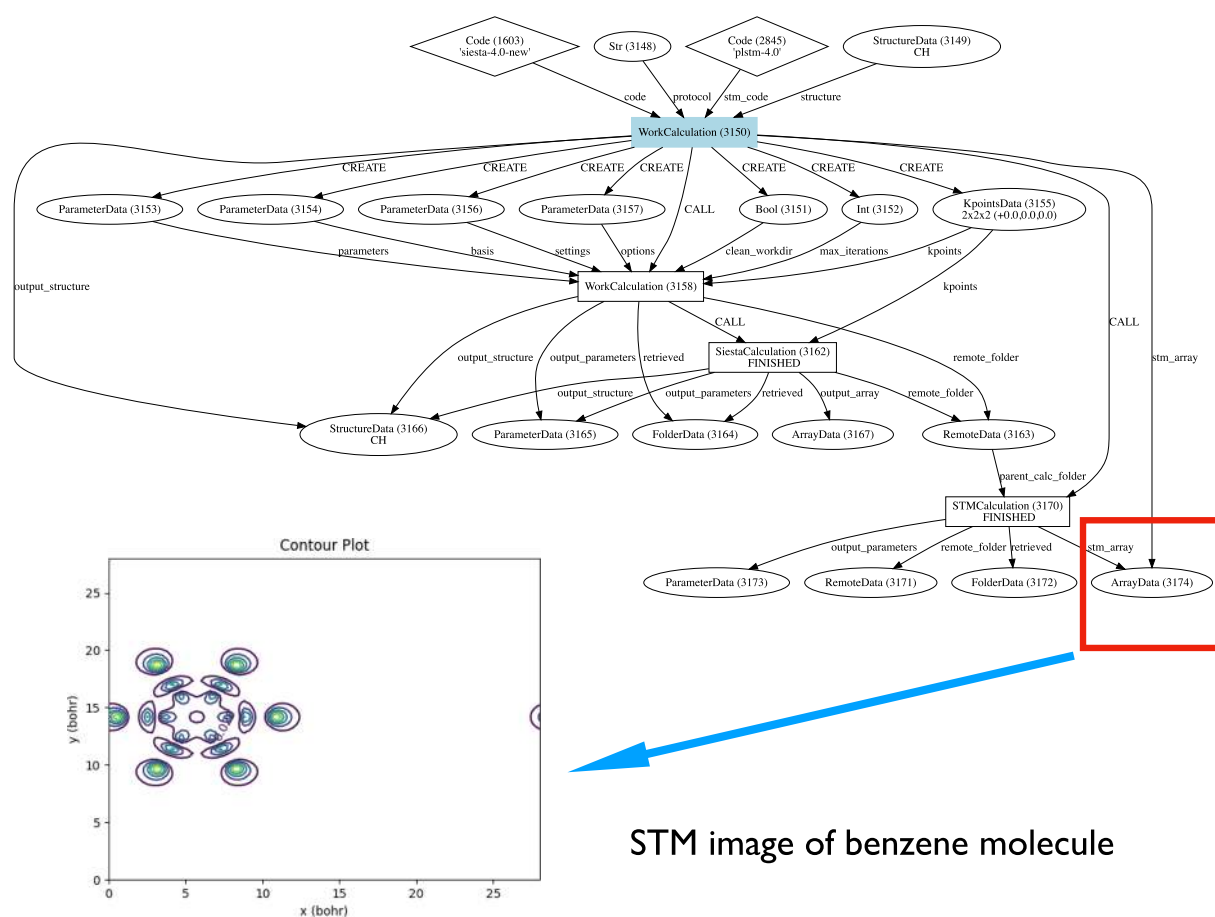 Code (1603)
'siesta-4.0-new'
Str (3148)
Code (2845)
'plstm-4.0'
StructureData (3149)
CH
code
protocol
stm_code
structure
WorkCalculation (3150)
CREATE
CREATE
CREATE
CREATE
CREATE
CREATE
CREATE
ParameterData (3153)
ParameterData (3154)
ParameterData (3156)
ParameterData (3157)
CALL
Bool (3151)
Int (3152)
KpointsData (3155)
2x2x2 (+0.0,0.0,0.0)
parameters
basis
settings
options
clean_workdir
max_iterations
kpoints
output_structure
WorkCalculation (3158)
kpoints
CALL
CALL
output_structure
output_parameters
retrieved
SiestaCalculation (3162)
FINISHED
remote_folder
stm_array
output_structure
output_parameters
retrieved
output_array
remote_folder
StructureData (3166)
CH
ParameterData (3165)
FolderData (3164)
ArrayData (3167)
RemoteData (3163)
parent_calc_folder
STMCalculation (3170)
FINISHED
output_parameters
remote_folder
retrieved
stm_array
ParameterData (3173)
RemoteData (3171)
FolderData (3172)
ArrayData (3174)
Contour Plot
25
20
15
10
5
0
y (bohr)
0
5
10
15
20
25
x (bohr)
STM image of benzene molecule